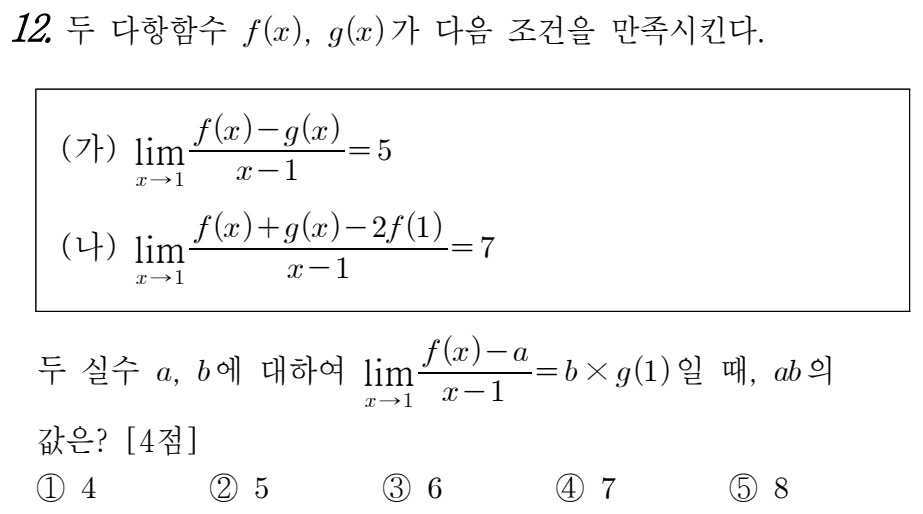 12. 두 다항함수 f(x), g(x)가 다음 조건을 만족시킨다.
(가) lim_{x→1} \frac{f(x)-g(x)}{x-1} = 5
(나) lim_{x→1} \frac{f(x)+g(x)-2f(1)}{x-1} = 7
두 실수 a, b에 대하여 lim_{x→1} \frac{f(x)-a}{x-1} = b×g(1)일 때, ab의
값은? [4점]
① 4 ② 5 ③ 6 ④ 7 ⑤ 8